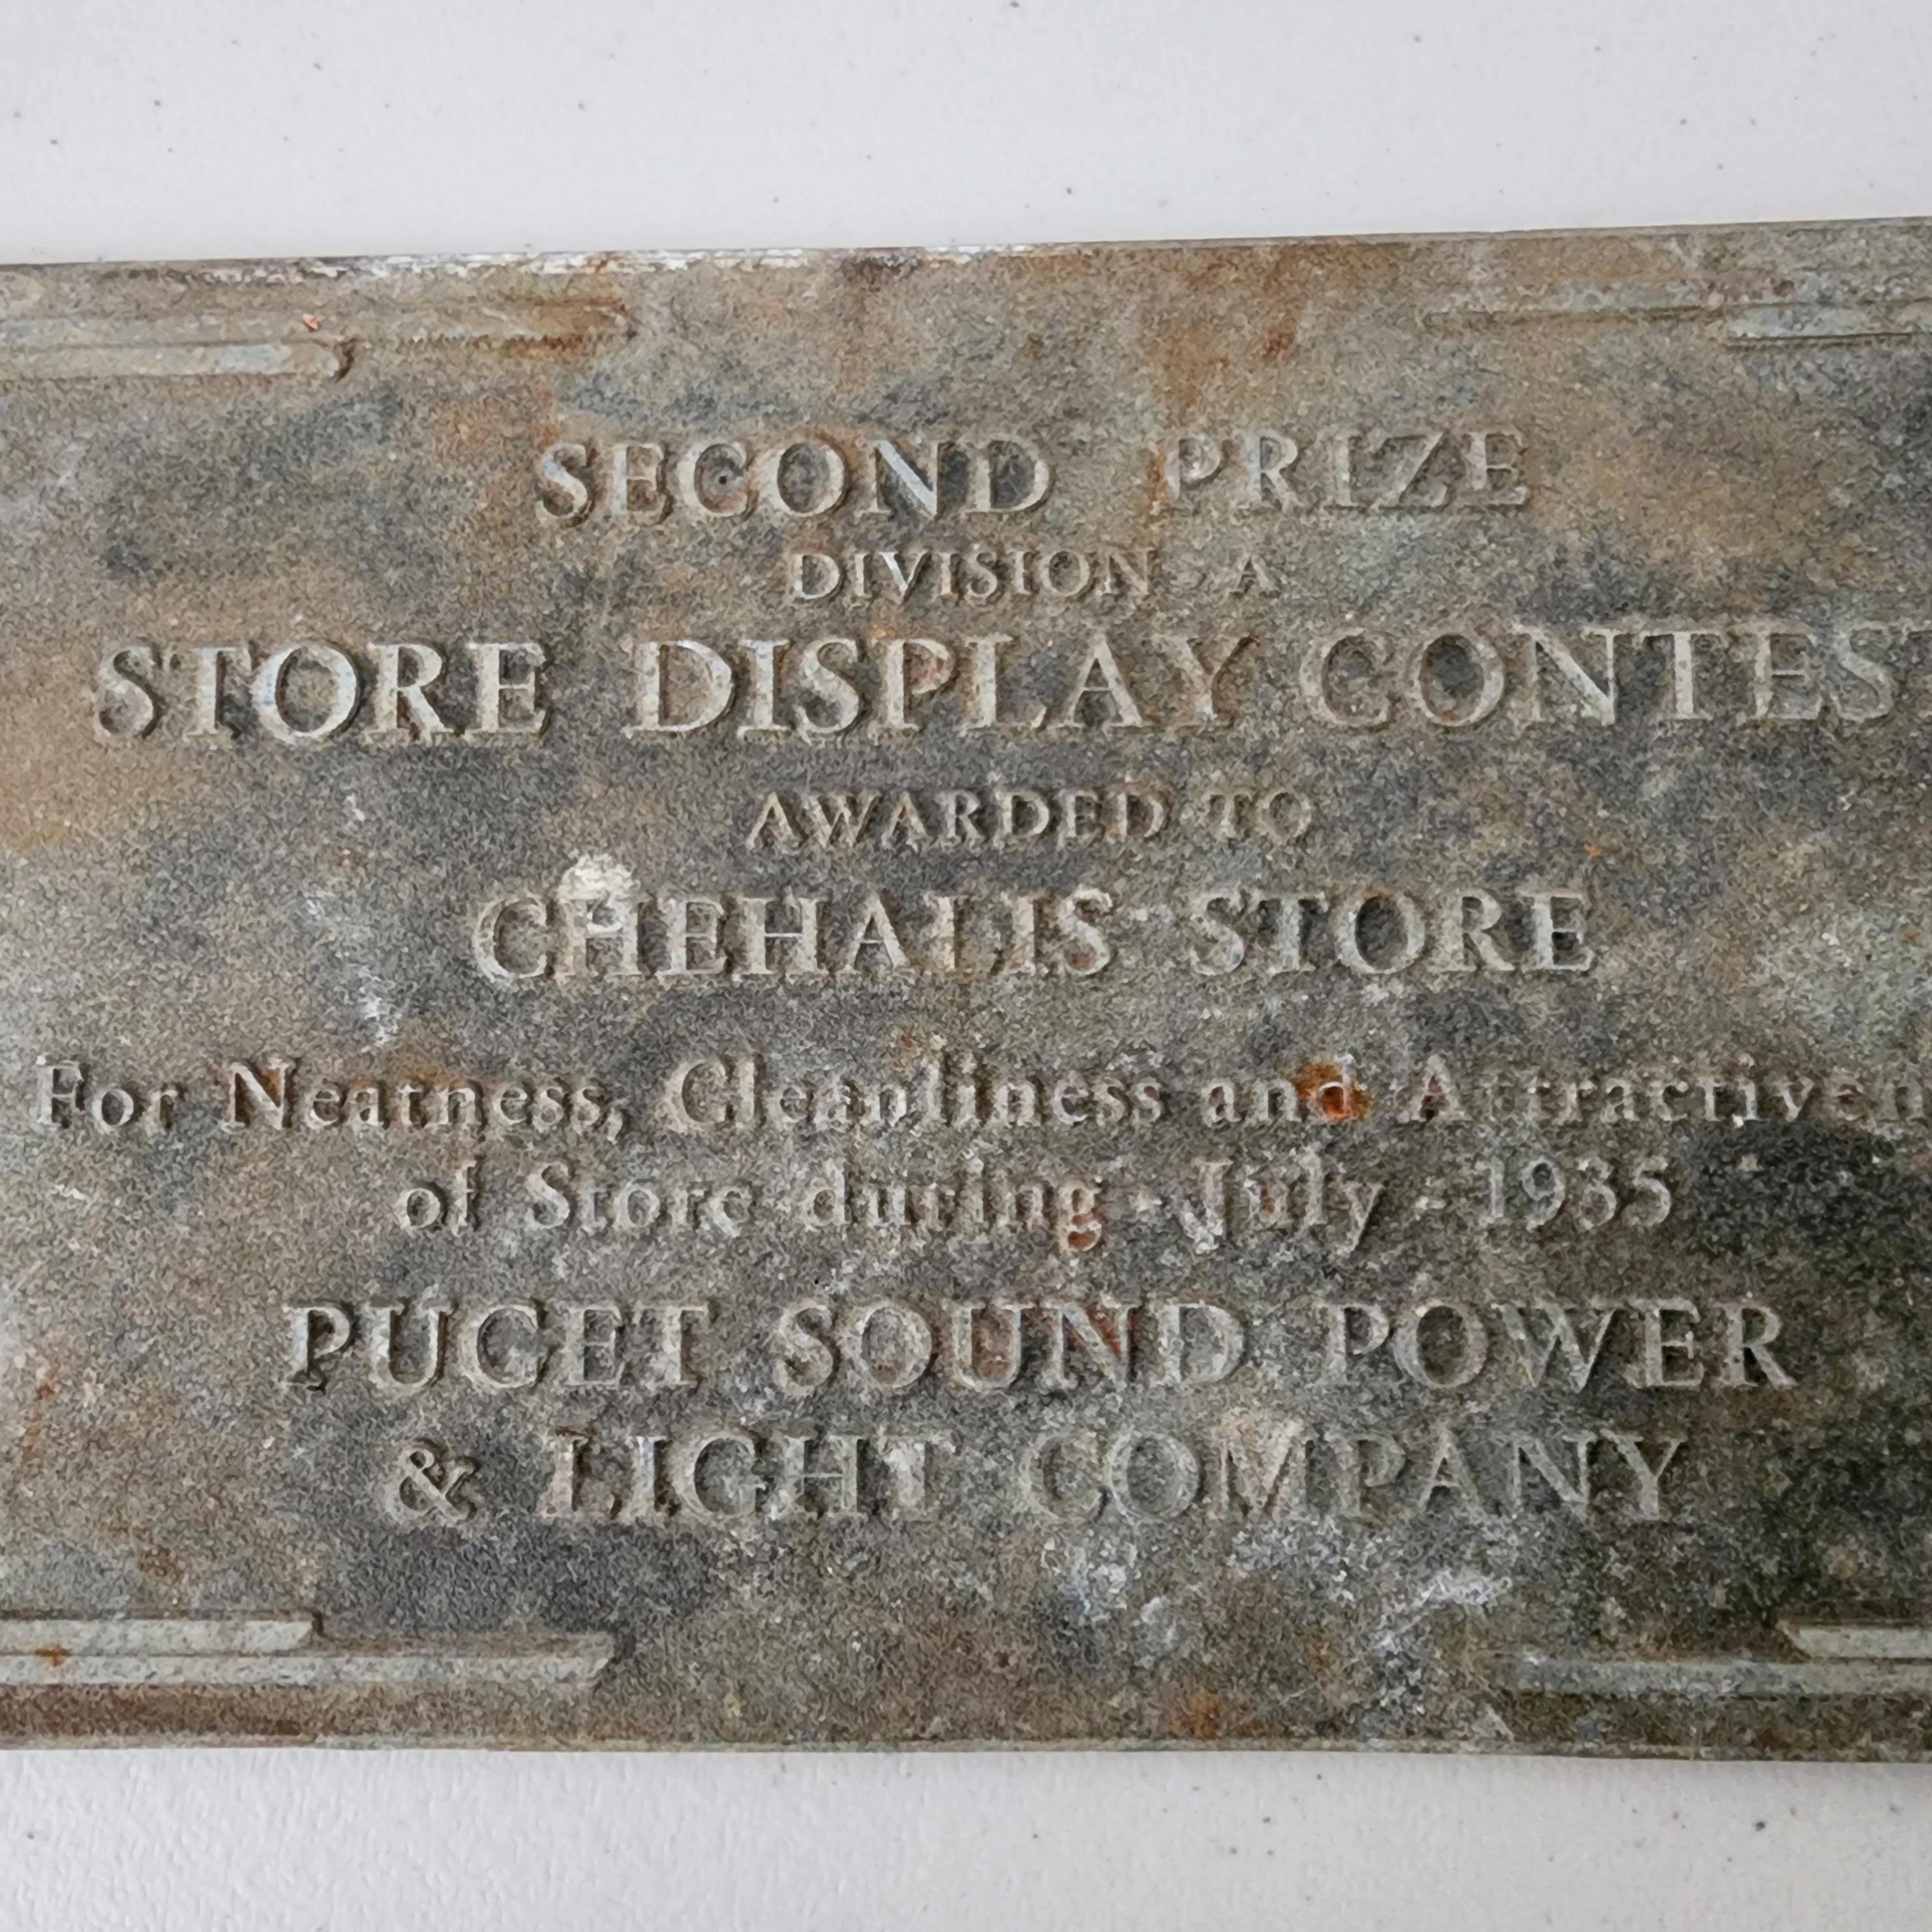 SECOND PRIZE
DIVISION - A
STORE DISPLAY CONTES
AWARDED TO
CHEHALIS STORE
For Neatness, Cleanliness and Attractiven
of Store during - July - 1935
PUGET SOUND POWER
& LIGHT COMPANY